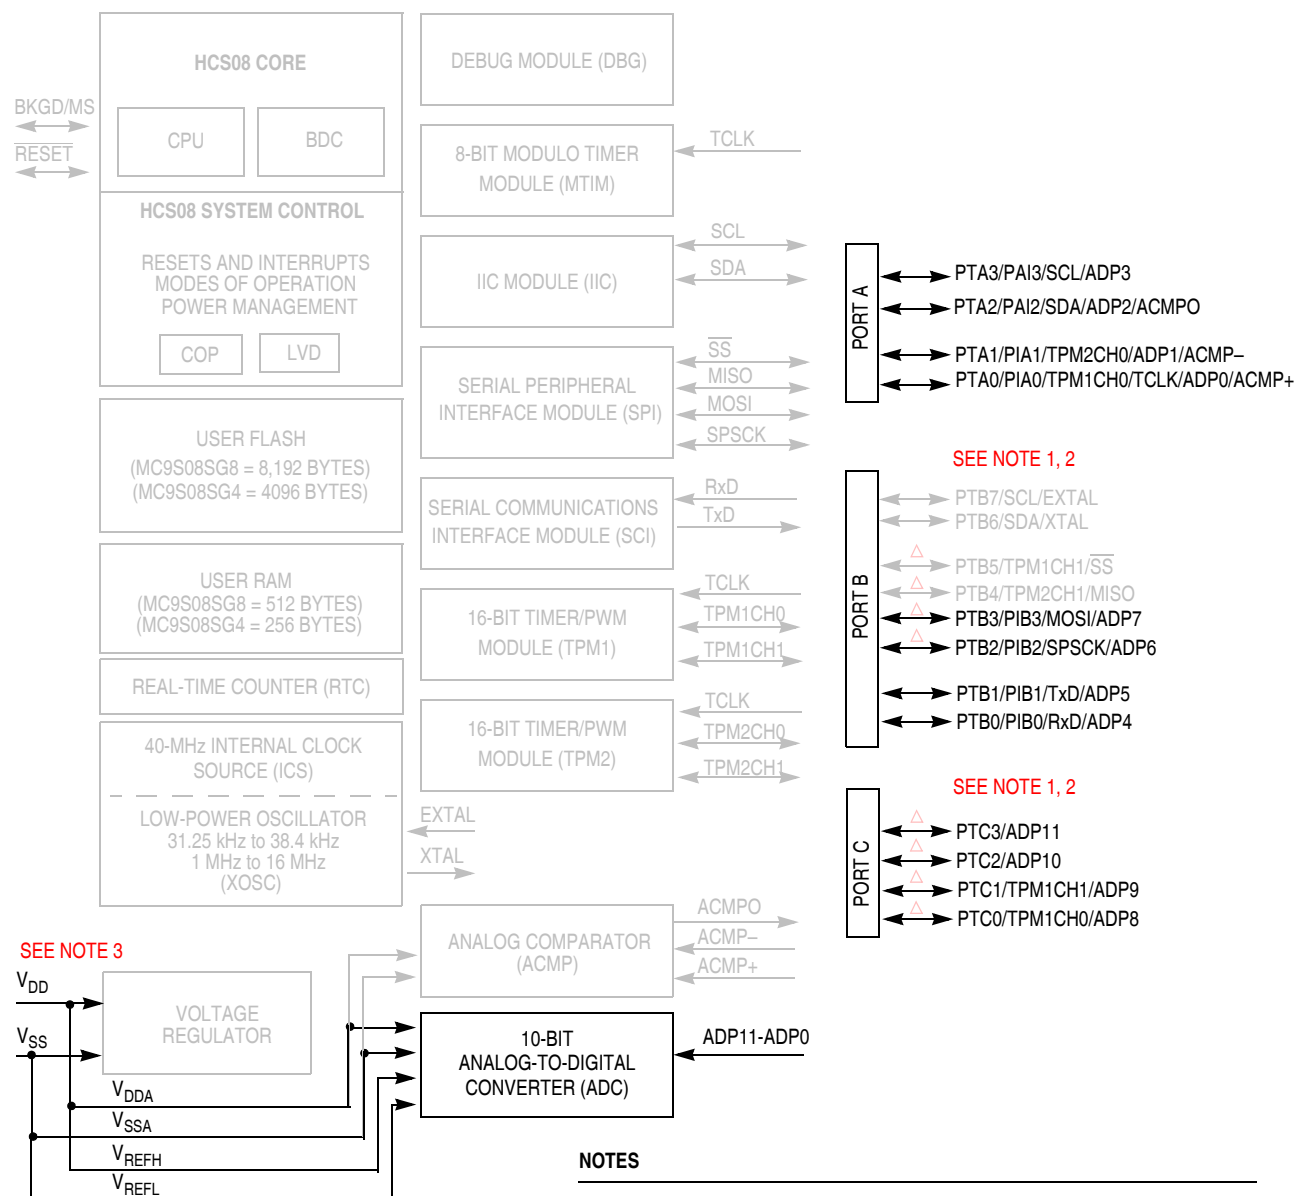 HCS08 CORE
CPU
BDC
BKGD/MS
RESET
HCS08 SYSTEM CONTROL
RESETS AND INTERRUPTS
MODES OF OPERATION
POWER MANAGEMENT
COP
LVD
USER FLASH
(MC9S08SG8 = 8,192 BYTES)
(MC9S08SG4 = 4096 BYTES)
USER RAM
(MC9S08SG8 = 512 BYTES)
(MC9S08SG4 = 256 BYTES)
REAL-TIME COUNTER (RTC)
40-MHz INTERNAL CLOCK
SOURCE (ICS)
LOW-POWER OSCILLATOR
31.25 kHz to 38.4 kHz
1 MHz to 16 MHz
(XOSC)
EXTAL
XTAL
SEE NOTE 3
VDD
VSS
VOLTAGE
REGULATOR
VDDA
VSSA
VREFH
VREFL
DEBUG MODULE (DBG)
8-BIT MODULO TIMER
MODULE (MTIM)
TCLK
IIC MODULE (IIC)
SCL
SDA
SERIAL PERIPHERAL
INTERFACE MODULE (SPI)
SS
MISO
MOSI
SPSCK
SERIAL COMMUNICATIONS
INTERFACE MODULE (SCI)
RxD
TxD
16-BIT TIMER/PWM
MODULE (TPM1)
TCLK
TPM1CH0
TPM1CH1
16-BIT TIMER/PWM
MODULE (TPM2)
TCLK
TPM2CH0
TPM2CH1
ANALOG COMPARATOR
(ACMP)
ACMPO
ACMP–
ACMP+
10-BIT
ANALOG-TO-DIGITAL
CONVERTER (ADC)
ADP11-ADP0
PORT A
PTA3/PAI3/SCL/ADP3
PTA2/PAI2/SDA/ADP2/ACMPO
PTA1/PIA1/TPM2CH0/ADP1/ACMP–
PTA0/PIA0/TPM1CH0/TCLK/ADP0/ACMP+
SEE NOTE 1, 2
PORT B
PTB7/SCL/EXTAL
PTB6/SDA/XTAL
PTB5/TPM1CH1/SS
PTB4/TPM2CH1/MISO
PTB3/PIB3/MOSI/ADP7
PTB2/PIB2/SPSCK/ADP6
PTB1/PIB1/TxD/ADP5
PTB0/PIB0/RxD/ADP4
SEE NOTE 1, 2
PORT C
PTC3/ADP11
PTC2/ADP10
PTC1/TPM1CH1/ADP9
PTC0/TPM1CH0/ADP8
NOTES